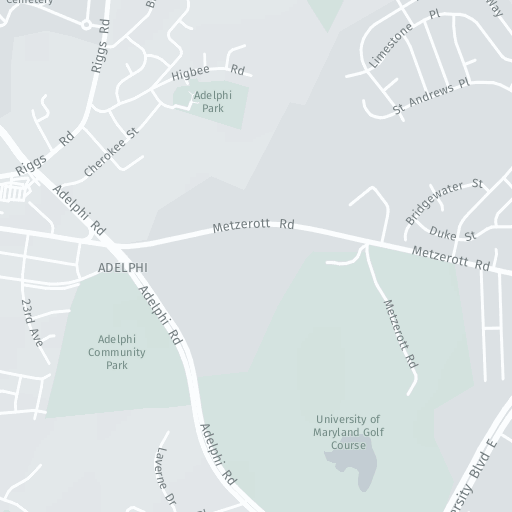 Cemetery
Riggs Rd
Limestone Pl
Way
Higbee Rd
Adelphi
Park
St Andrews Pl
Riggs Rd
Cherokee St
Adelphi Rd
Bridgewater St
Metzerott Rd
Duke St
Metzerott Rd
ADELPHI
23rd Ave
Adelphi Rd
Metzerott Rd
Adelphi
Community
Park
University of
Maryland Golf
Course
Adelphi Rd
Laverne Dr
Blvd E